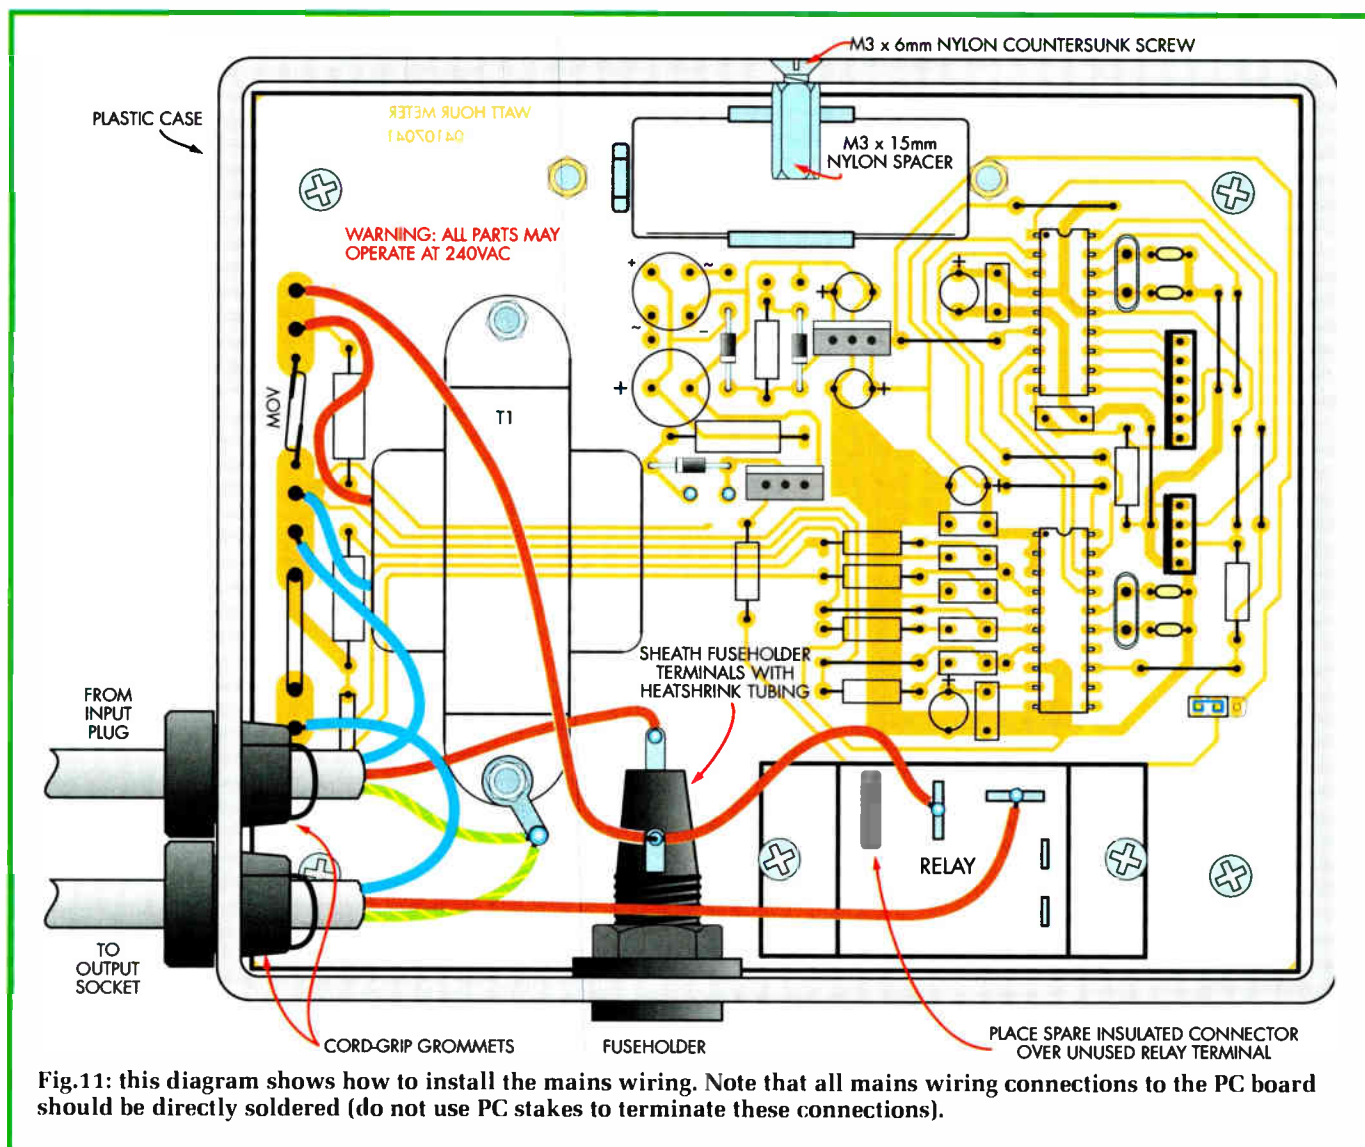 M3 x 6mm NYLON COUNTERSUNK SCREW
PLASTIC CASE
WATT HOUR METER
04107041
M3 x 15mm
NYLON SPACER
WARNING: ALL PARTS MAY
OPERATE AT 240VAC
+
~
~
–
+
+
+
+
+
+
MOV
T1
SHEATH FUSEHOLDER
TERMINALS WITH
HEATSHRINK TUBING
FROM
INPUT
PLUG
RELAY
TO
OUTPUT
SOCKET
CORD-GRIP GROMMETS
FUSEHOLDER
PLACE SPARE INSULATED CONNECTOR
OVER UNUSED RELAY TERMINAL
Fig.11: this diagram shows how to install the mains wiring. Note that all mains wiring connections to the PC board
should be directly soldered (do not use PC stakes to terminate these connections).